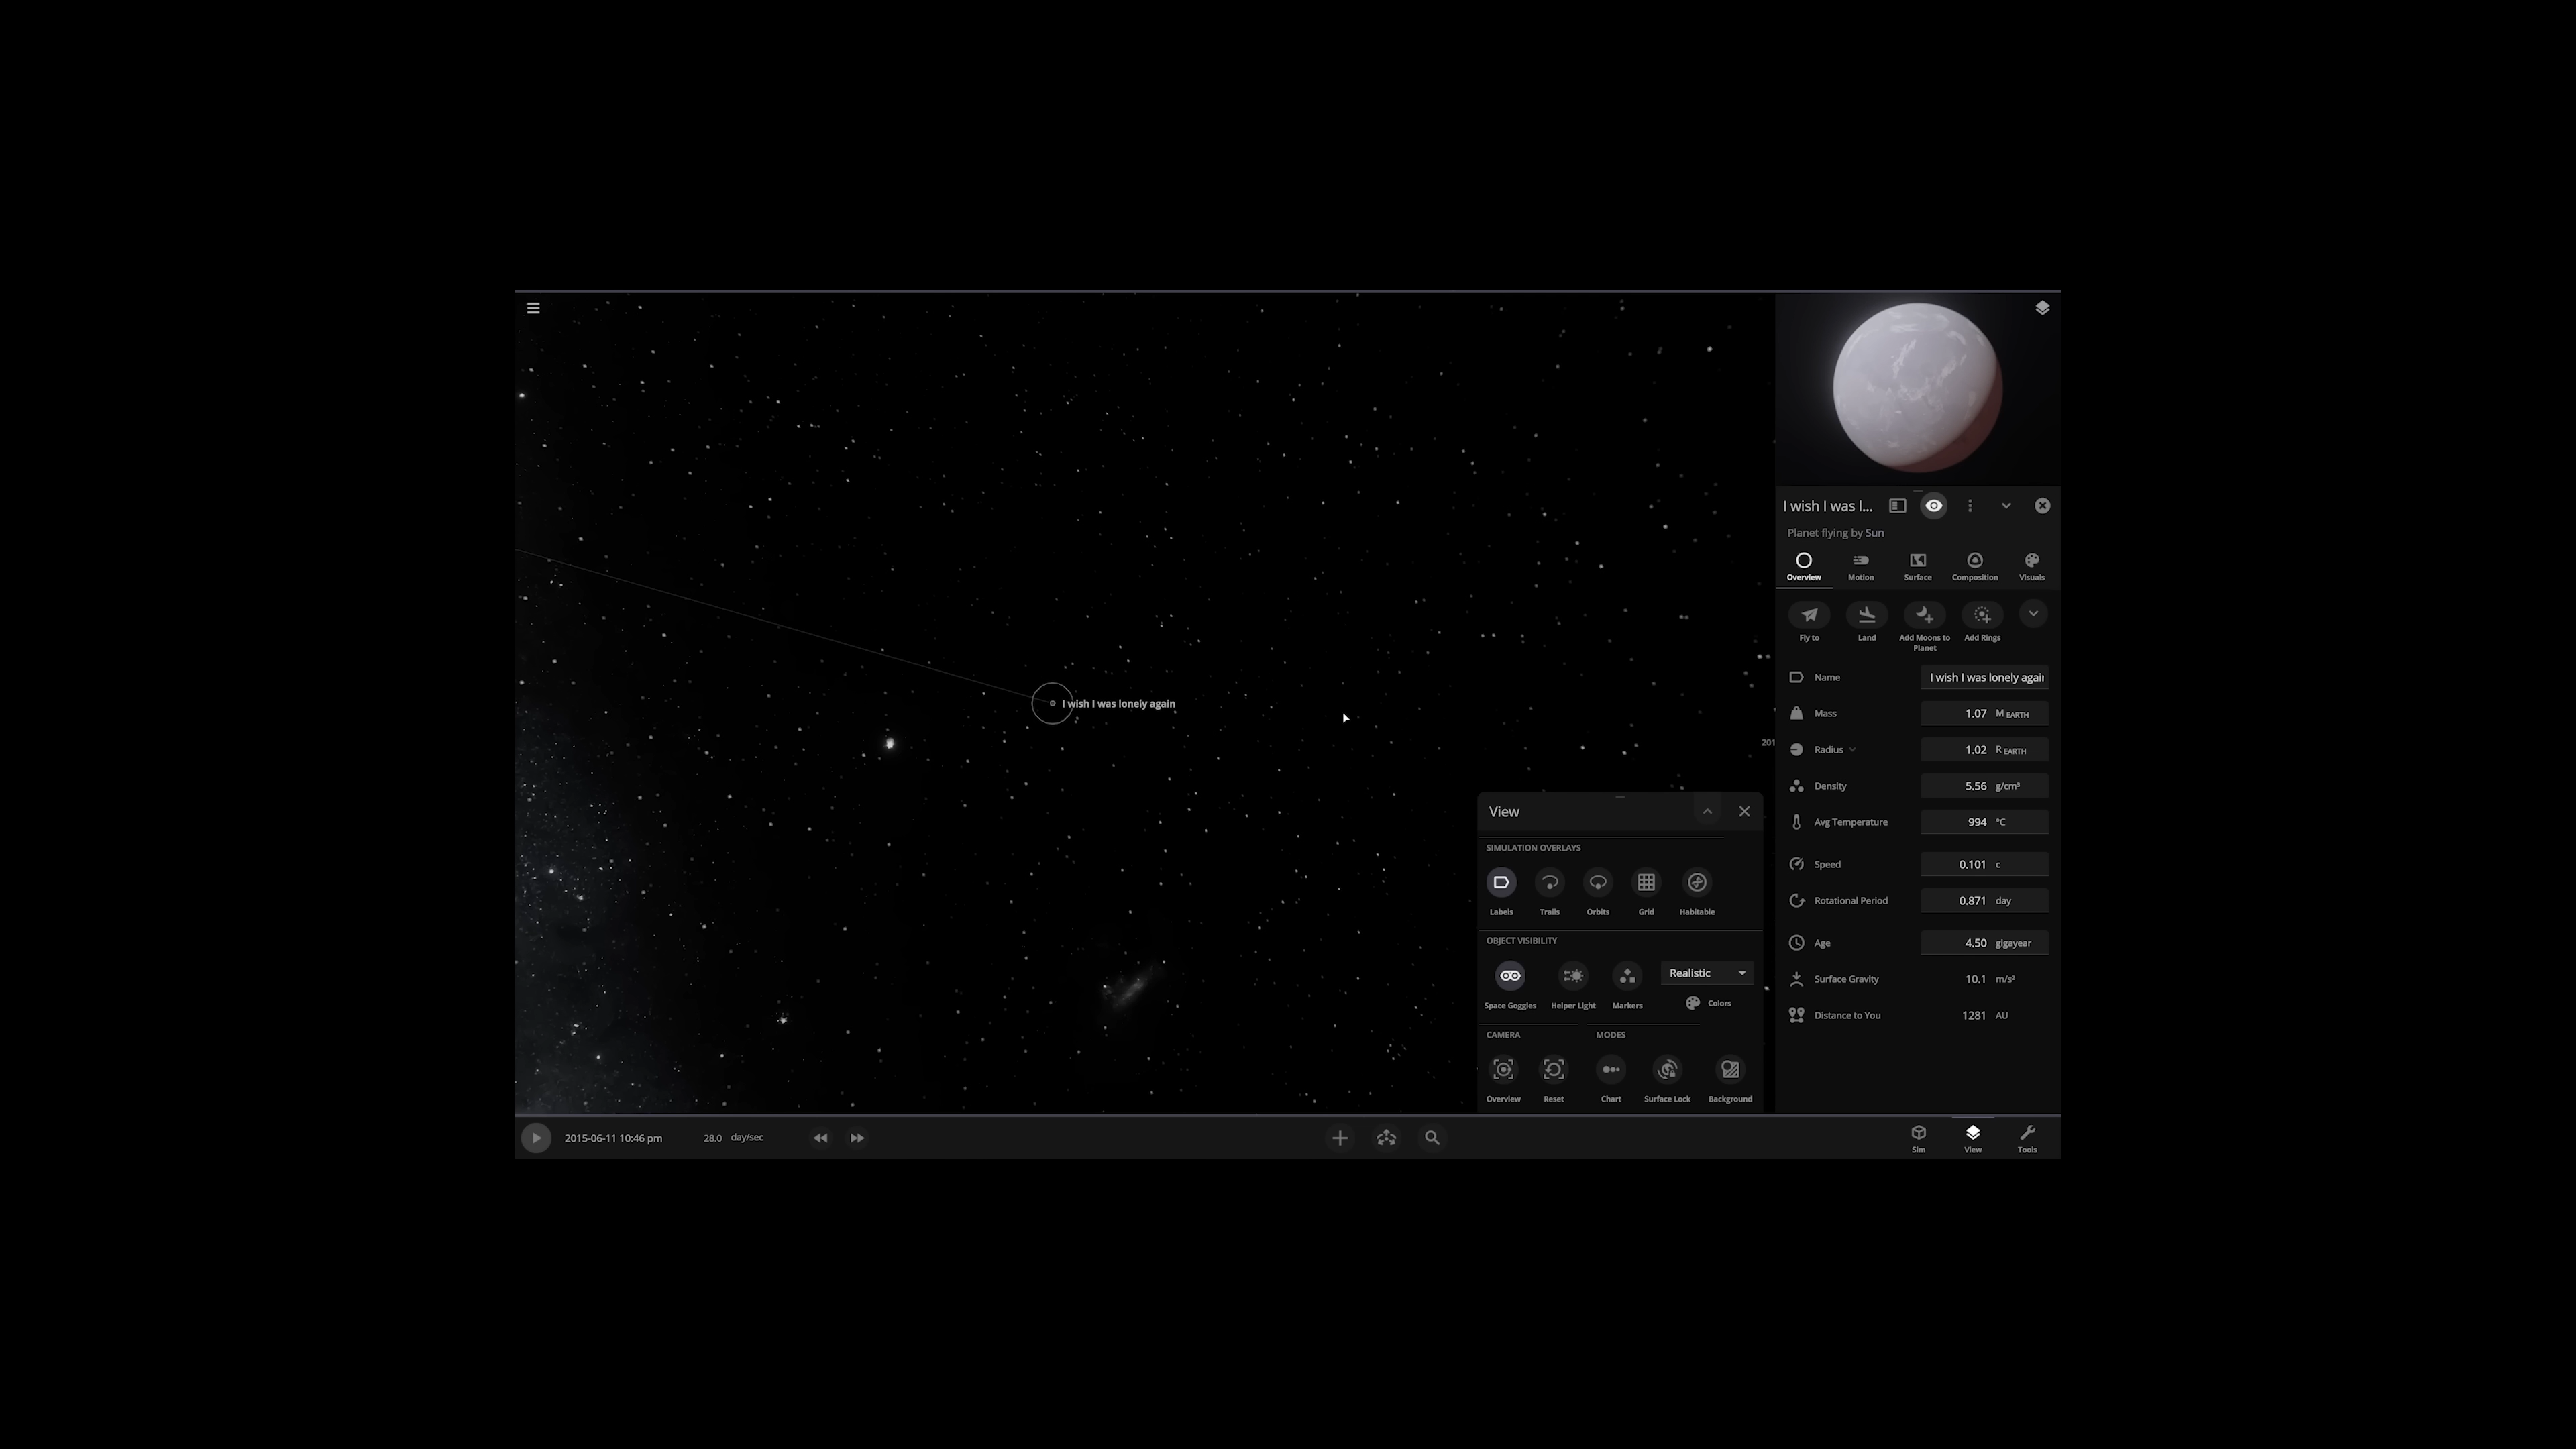 I wish I was lonely again
201
I wish I was l...
Planet flying by Sun
Overview Motion Surface Composition Visuals
Fly to Land Add Moons to Planet Add Rings
Name I wish I was lonely again
Mass 1.07 M EARTH
Radius 1.02 R EARTH
Density 5.56 g/cm³
Avg Temperature 994 °C
Speed 0.101 c
Rotational Period 0.871 day
Age 4.50 gigayear
Surface Gravity 10.1 m/s²
Distance to You 1281 AU
View
SIMULATION OVERLAYS
Labels Trails Orbits Grid Habitable
OBJECT VISIBILITY
Realistic
Space Goggles Helper Light Markers Colors
CAMERA MODES
Overview Reset Chart Surface Lock Background
2015-06-11 10:46 pm 28.0 day/sec
Sim View Tools